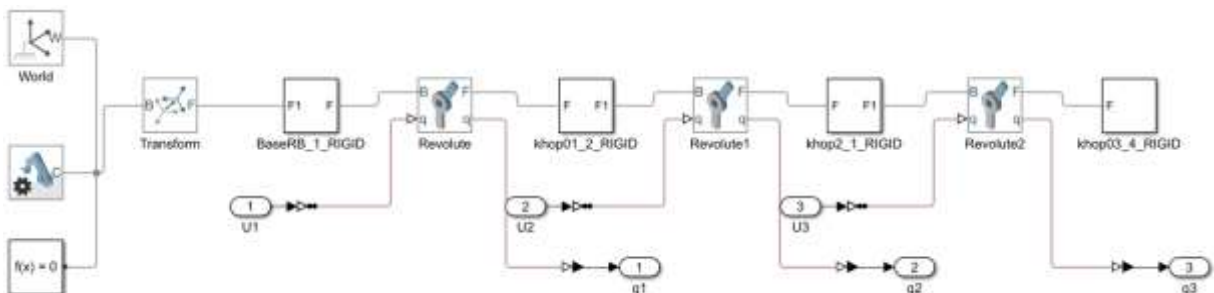 W
World
B F
Transform
F1 F
BaseRB_1_RIGID
B F
q q
Revolute
F F1
khop01_2_RIGID
B F
q q
Revolute1
F F1
khop2_1_RIGID
B F
q q
Revolute2
F
khop03_4_RIGID
C
1
U1
2
U2
3
U3
f(x) = 0
1
q1
2
q2
3
q3